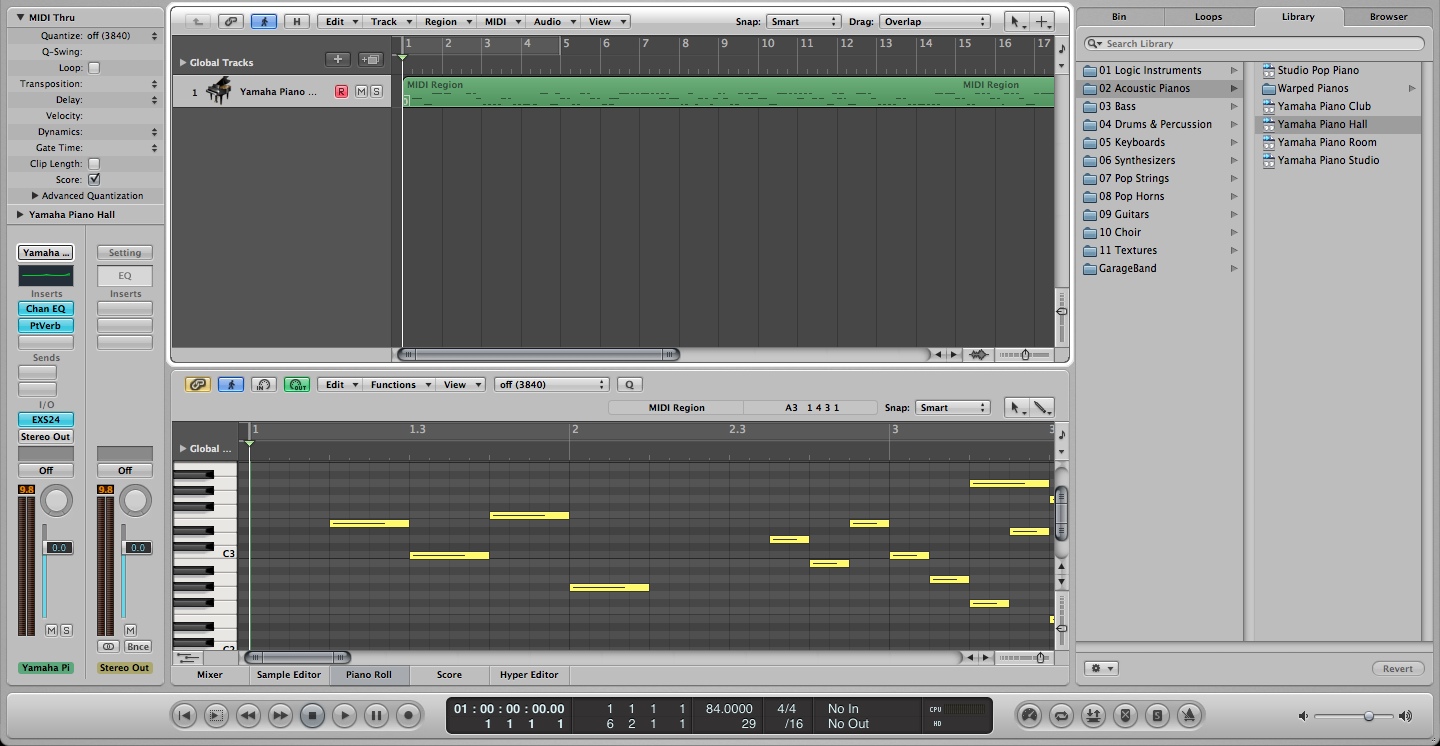 MIDI Thru
Quantize: off (3840)
Q-Swing:
Loop:
Transposition:
Delay:
Velocity:
Dynamics:
Gate Time:
Clip Length:
Score:
Advanced Quantization
Yamaha Piano Hall
Yamaha ... Setting
EQ
Inserts Inserts
Chan EQ
PtVerb
Sends
I/O
EXS24
Stereo Out
Off Off
9.8 9.8
0.0 0.0
M S M
Bnce
Yamaha Pi Stereo Out
H Edit Track Region MIDI Audio View Snap: Smart Drag: Overlap
1 2 3 4 5 6 7 8 9 10 11 12 13 14 15 16 17
Global Tracks
1 Yamaha Piano ... R M S
MIDI Region MIDI Region
IN OUT Edit Functions View off (3840) Q
MIDI Region A3 1 4 3 1 Snap: Smart
1 1.3 2 2.3 3 3
Global ...
C3
C2
Mixer Sample Editor Piano Roll Score Hyper Editor
Bin Loops Library Browser
Search Library
01 Logic Instruments
02 Acoustic Pianos
03 Bass
04 Drums & Percussion
05 Keyboards
06 Synthesizers
07 Pop Strings
08 Pop Horns
09 Guitars
10 Choir
11 Textures
GarageBand
Studio Pop Piano
Warped Pianos
Yamaha Piano Club
Yamaha Piano Hall
Yamaha Piano Room
Yamaha Piano Studio
Revert
01 : 00 : 00 : 00.00 1 1 1 1 84.0000 4/4 No In CPU
1 1 1 1 6 2 1 1 29 /16 No Out HD
S